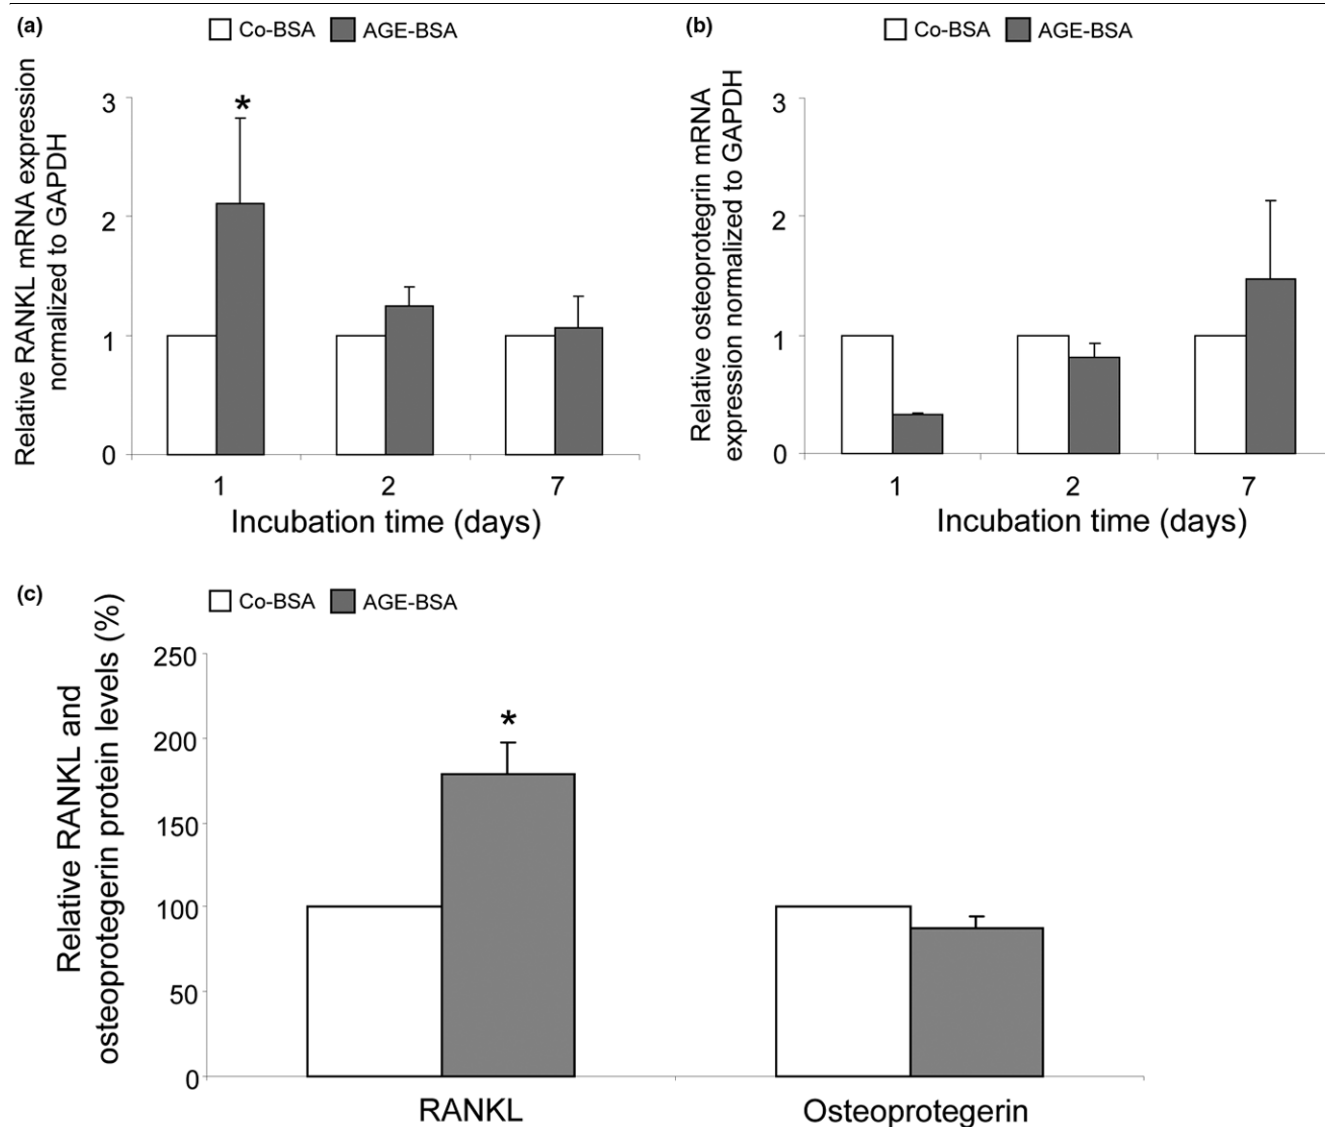 (a)
Co-BSA AGE-BSA
Relative RANKL mRNA expression
normalized to GAPDH
3
*
2
1
0
1 2 7
Incubation time (days)
(b)
Co-BSA AGE-BSA
Relative osteoprotegrin mRNA
expression normalized to GAPDH
3
2
1
0
1 2 7
Incubation time (days)
(c)
Co-BSA AGE-BSA
Relative RANKL and
osteoprotegerin protein levels (%)
250
200
*
150
100
50
0
RANKL Osteoprotegerin